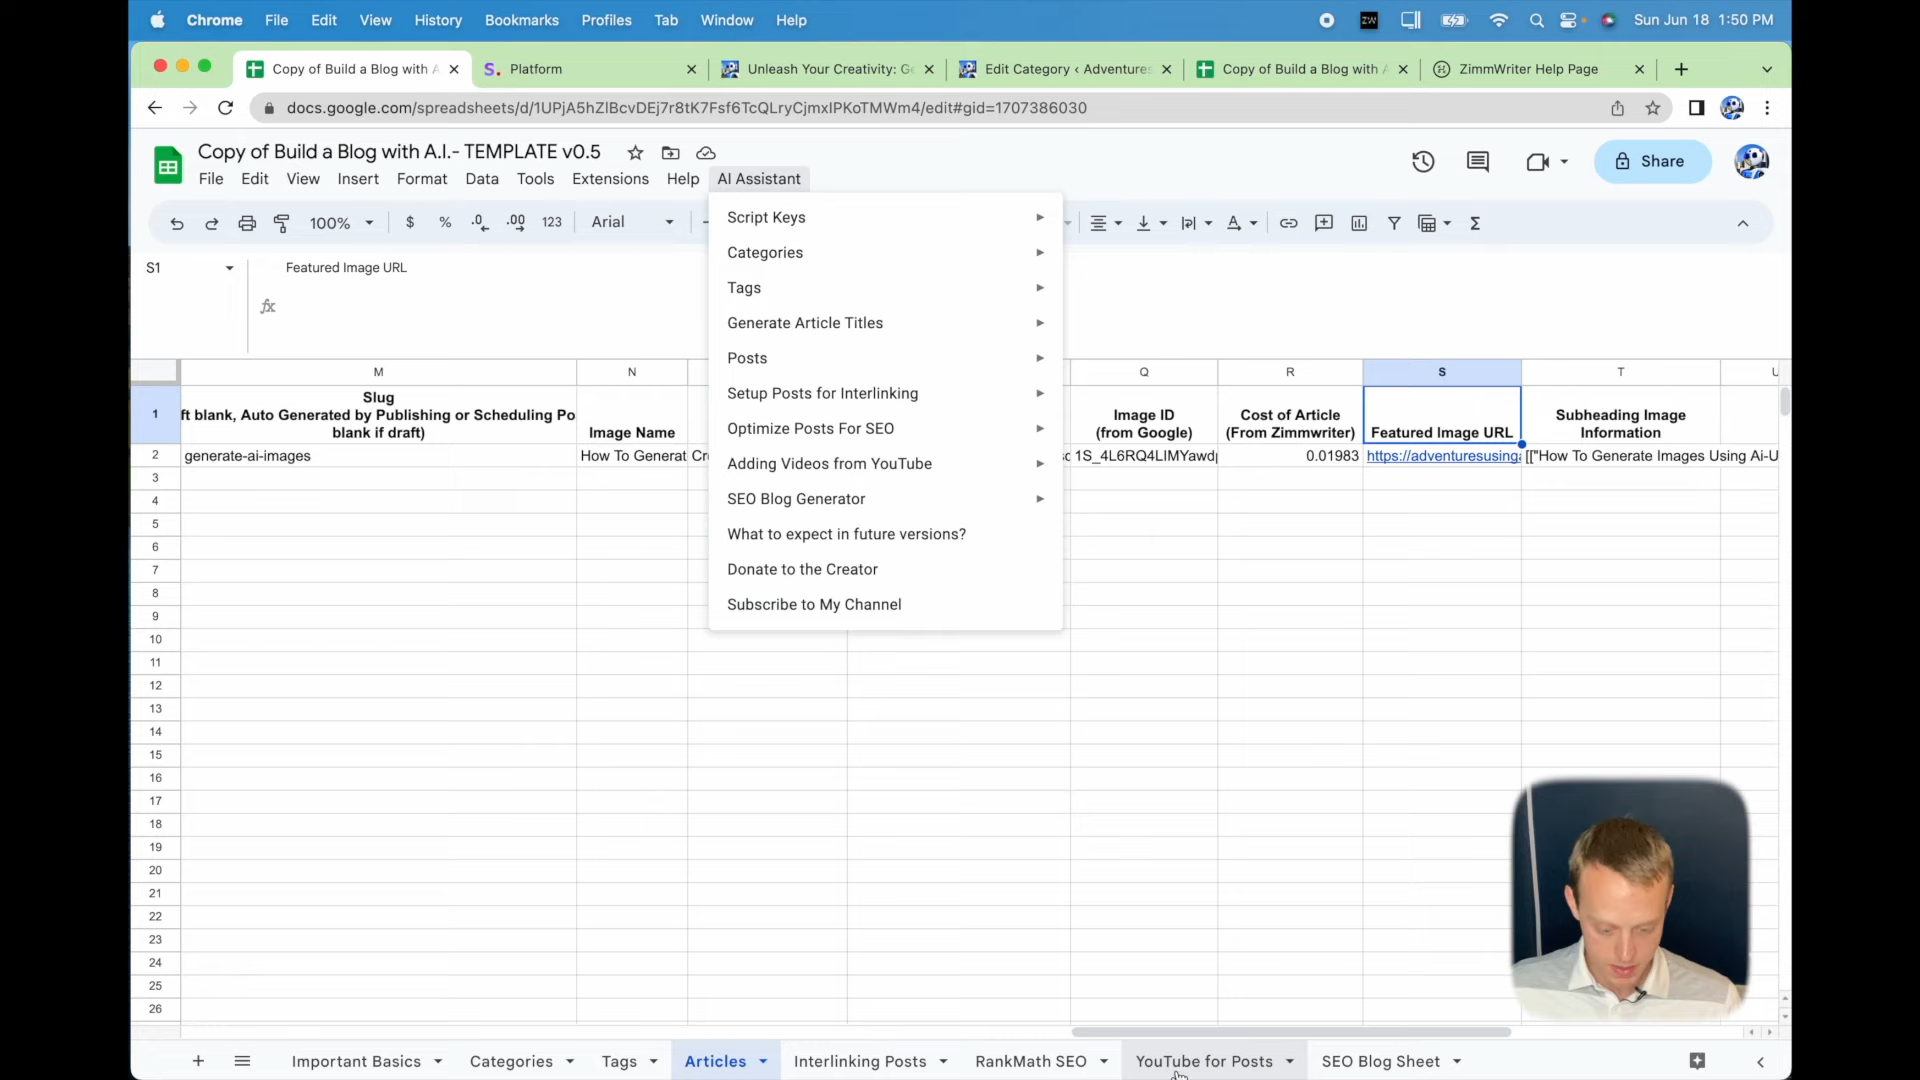 Chrome File Edit View History Bookmarks Profiles Tab Window Help ZW Sun Jun 18 1:50 PM
Copy of Build a Blog with A S. Platform Unleash Your Creativity: Ge Edit Category ‹ Adventures Copy of Build a Blog with A ZimmWriter Help Page
docs.google.com/spreadsheets/d/1UPjA5hZlBcvDEj7r8tK7Fsf6TcQLryCjmxIPKoTMWm4/edit#gid=1707386030
Copy of Build a Blog with A.I.- TEMPLATE v0.5
Share
File Edit View Insert Format Data Tools Extensions Help AI Assistant
100% $ % .0 .00 123 Arial
S1 Featured Image URL
fx
Script Keys
Categories
Tags
Generate Article Titles
Posts
Setup Posts for Interlinking
Optimize Posts For SEO
Adding Videos from YouTube
SEO Blog Generator
What to expect in future versions?
Donate to the Creator
Subscribe to My Channel
M N Q R S T U
1
Slug
ft blank, Auto Generated by Publishing or Scheduling Po
blank if draft)
Image Name
Image ID
(from Google)
Cost of Article
(From Zimmwriter)
Featured Image URL
Subheading Image
Information
2 generate-ai-images How To Generat Cr sc 1S_4L6RQ4LIMYawdp 0.01983 https://adventuresusinga [["How To Generate Images Using Ai-U
3
4
5
6
7
8
9
10
11
12
13
14
15
16
17
18
19
20
21
22
23
24
25
26
Important Basics Categories Tags Articles Interlinking Posts RankMath SEO YouTube for Posts SEO Blog Sheet